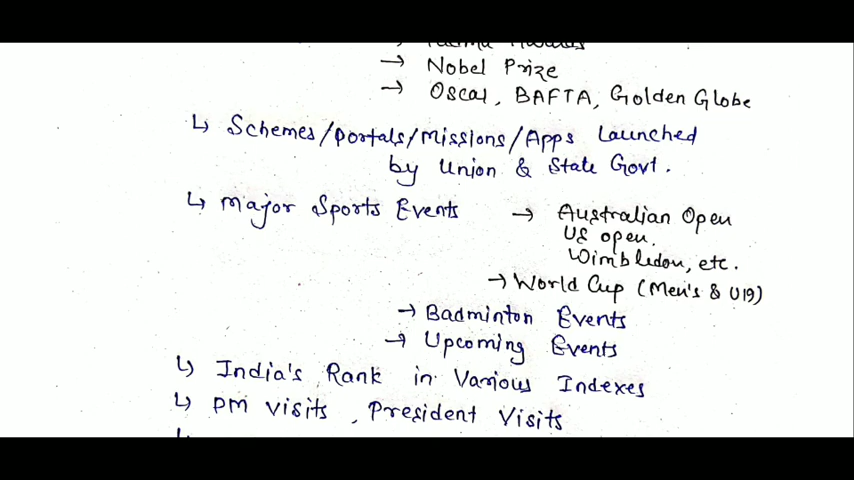 → Nobel Prize
→ Oscar, BAFTA, Golden Globe
↳ Schemes/Portals/Missions/Apps Launched
by Union & State Govt.
↳ Major Sports Events → Australian Open
US open.
Wimbledon, etc.
→ World Cup (Men's & U19)
→ Badminton Events
→ Upcoming Events
↳ India's Rank in Various Indexes
↳ PM visits, President Visits